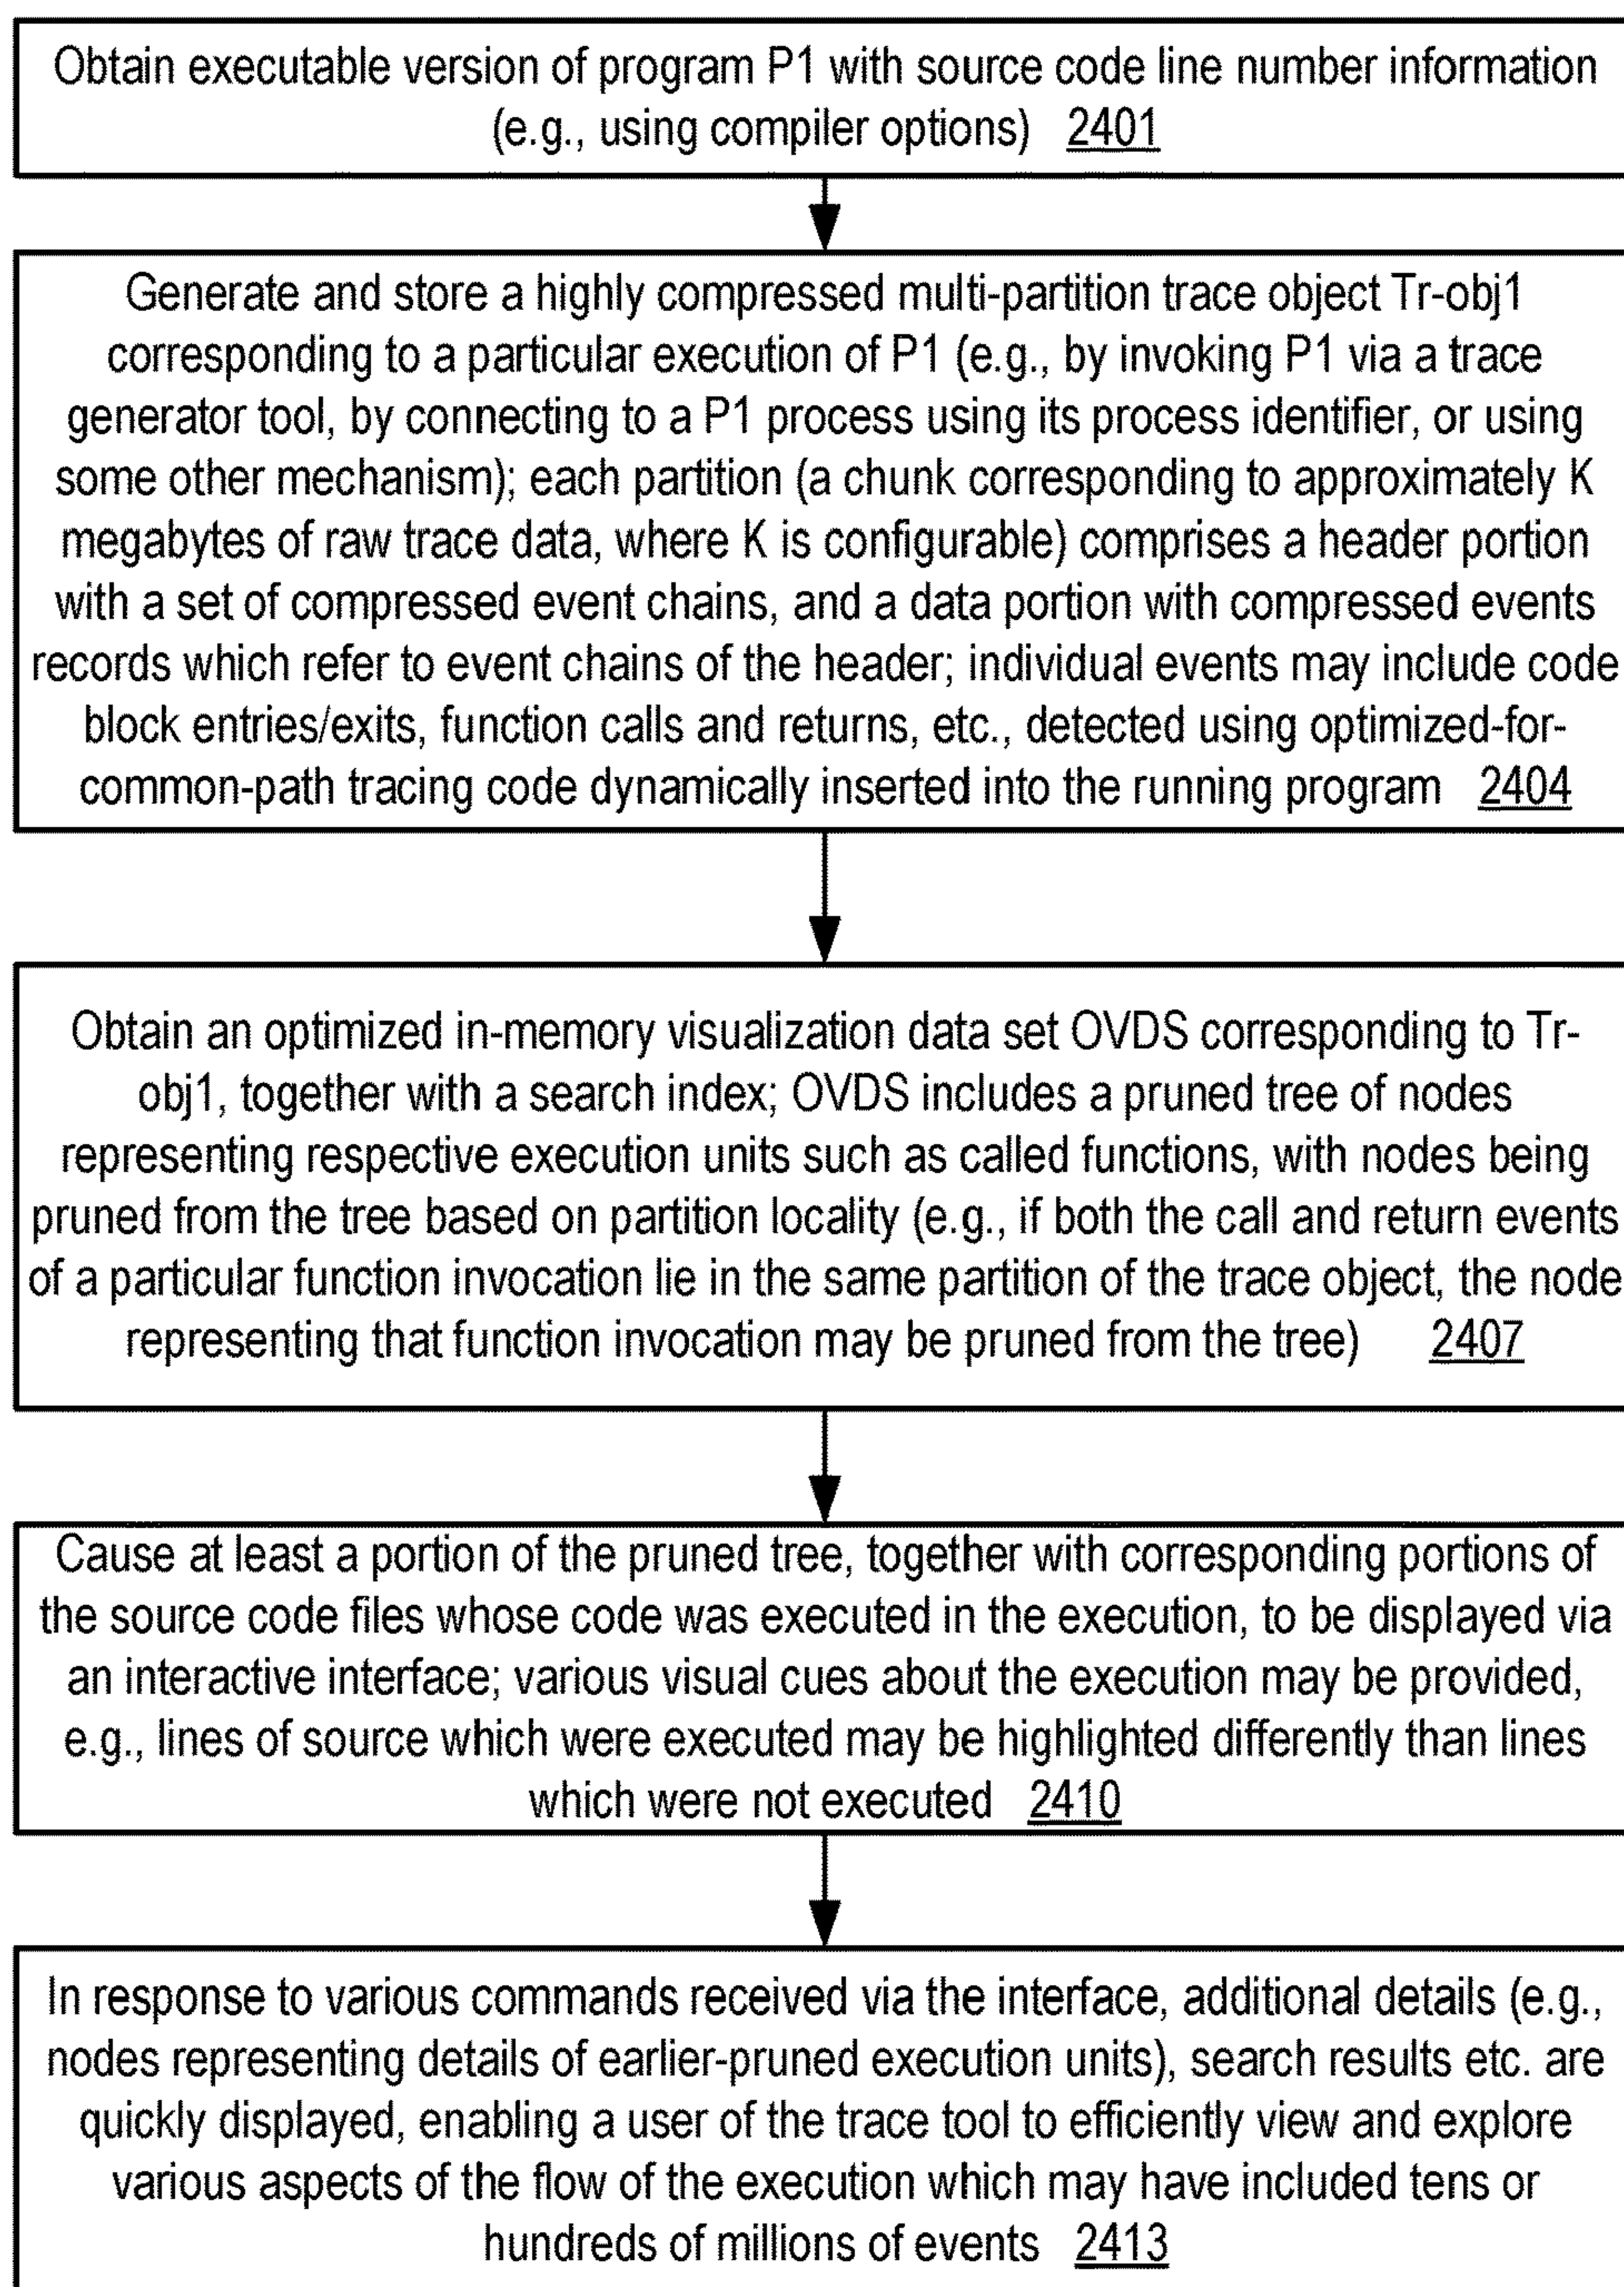 Obtain executable version of program P1 with source code line number information
(e.g., using compiler options) 2401
Generate and store a highly compressed multi-partition trace object Tr-obj1
corresponding to a particular execution of P1 (e.g., by invoking P1 via a trace
generator tool, by connecting to a P1 process using its process identifier, or using
some other mechanism); each partition (a chunk corresponding to approximately K
megabytes of raw trace data, where K is configurable) comprises a header portion
with a set of compressed event chains, and a data portion with compressed events
records which refer to event chains of the header; individual events may include code
block entries/exits, function calls and returns, etc., detected using optimized-for-
common-path tracing code dynamically inserted into the running program 2404
Obtain an optimized in-memory visualization data set OVDS corresponding to Tr-
obj1, together with a search index; OVDS includes a pruned tree of nodes
representing respective execution units such as called functions, with nodes being
pruned from the tree based on partition locality (e.g., if both the call and return events
of a particular function invocation lie in the same partition of the trace object, the node
representing that function invocation may be pruned from the tree) 2407
Cause at least a portion of the pruned tree, together with corresponding portions of
the source code files whose code was executed in the execution, to be displayed via
an interactive interface; various visual cues about the execution may be provided,
e.g., lines of source which were executed may be highlighted differently than lines
which were not executed 2410
In response to various commands received via the interface, additional details (e.g.,
nodes representing details of earlier-pruned execution units), search results etc. are
quickly displayed, enabling a user of the trace tool to efficiently view and explore
various aspects of the flow of the execution which may have included tens or
hundreds of millions of events 2413